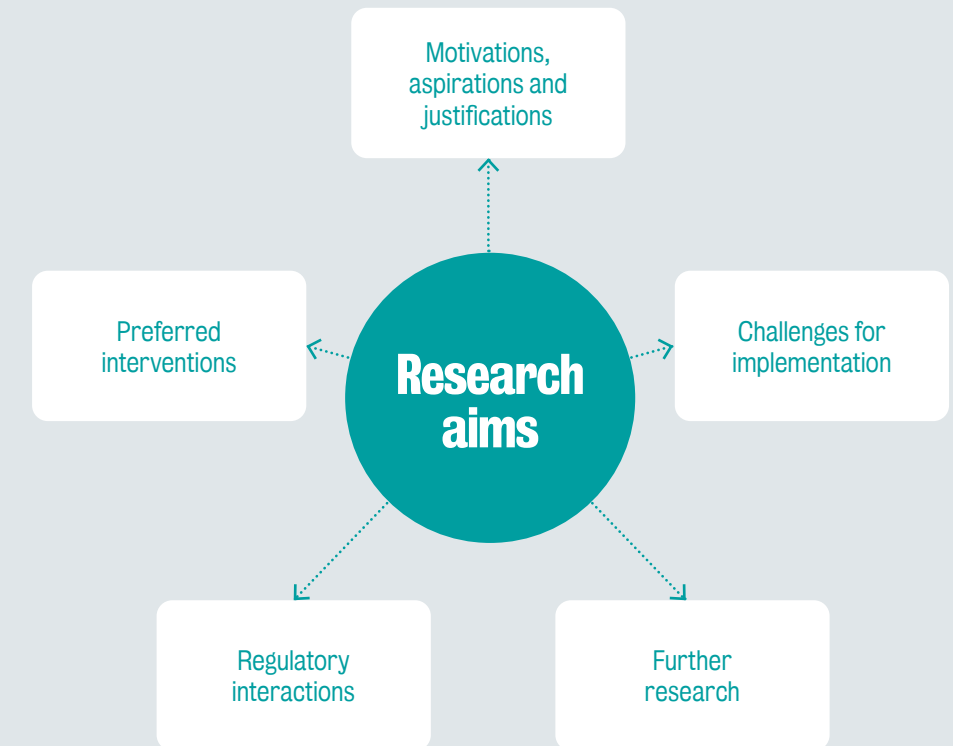 Motivations,
aspirations and
justifications
Preferred
interventions
Research
aims
Challenges for
implementation
Regulatory
interactions
Further
research